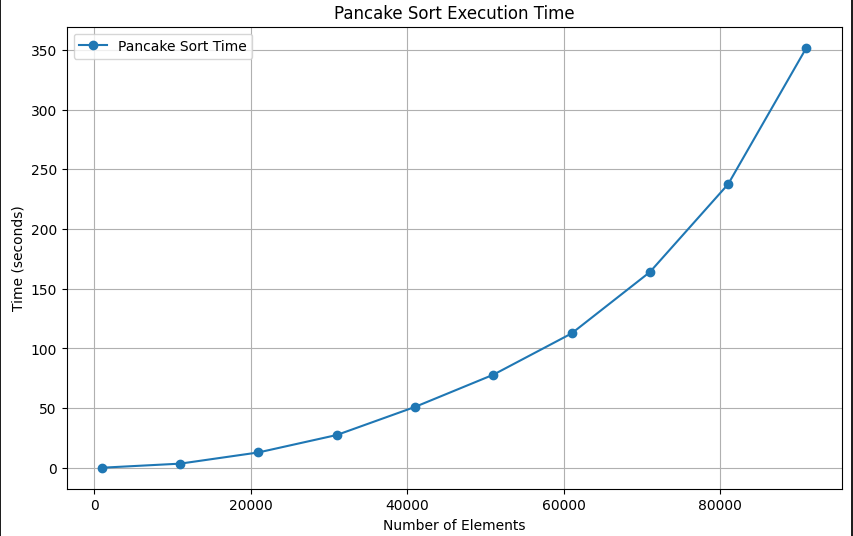 Pancake Sort Execution Time
Pancake Sort Time
350
300
250
200
150
100
50
0
Time (seconds)
0 20000 40000 60000 80000
Number of Elements